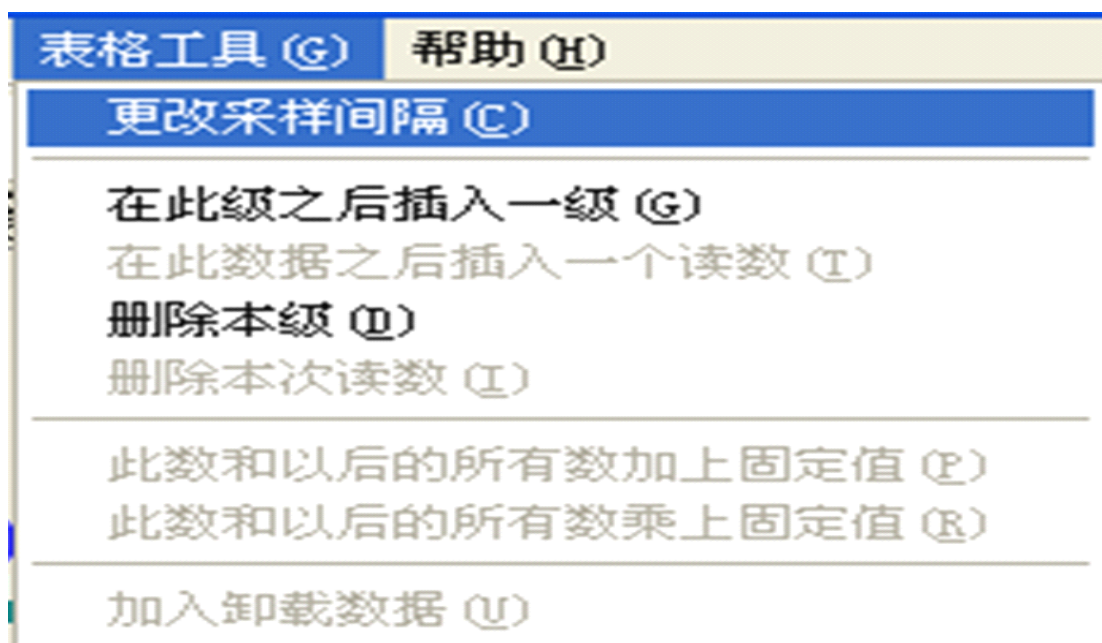 表格工具(G) 帮助(H)
更改采样间隔(C)
在此级之后插入一级(G)
在此数据之后插入一个读数(T)
删除本级(D)
删除本次读数(I)
此数和以后的所有数加上固定值(P)
此数和以后的所有数乘上固定值(R)
加入卸载数据(U)